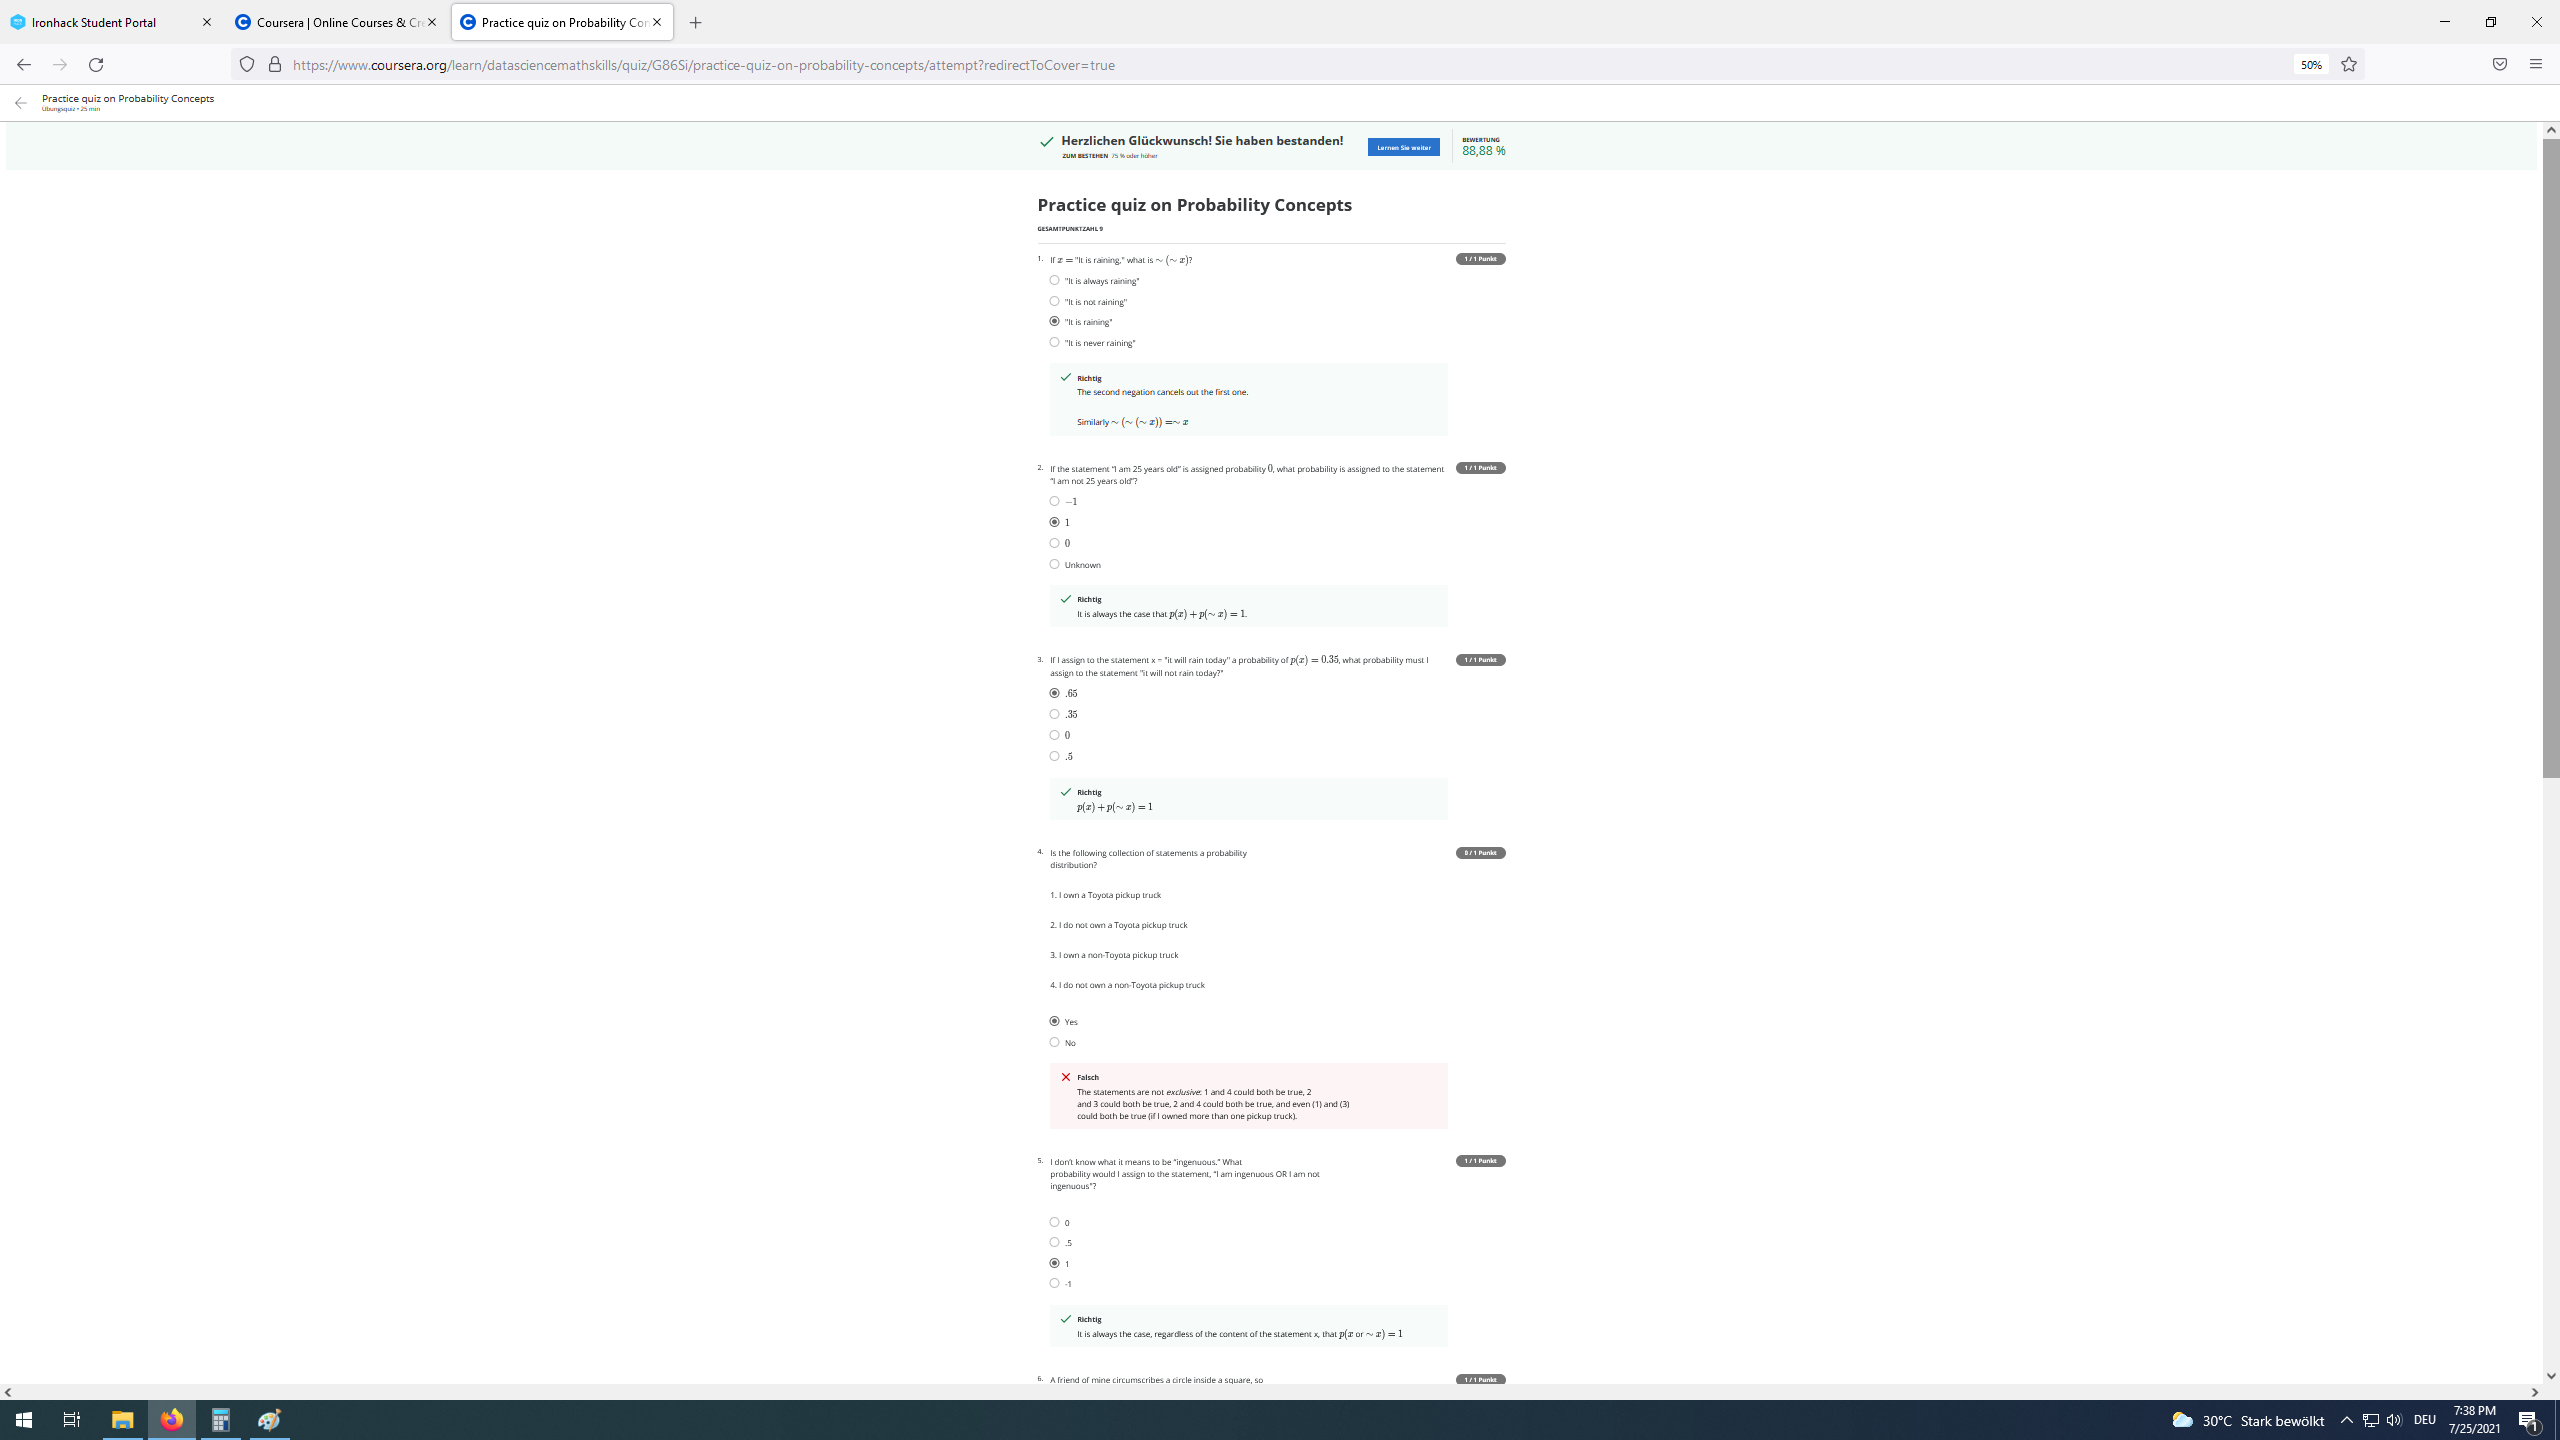 Ironhack Student Portal
Coursera | Online Courses & Cre
Practice quiz on Probability Con
https://www.coursera.org/learn/datasciencemathskills/quiz/G86Si/practice-quiz-on-probability-concepts/attempt?redirectToCover=true
50%
Practice quiz on Probability Concepts
Übungsquiz • 25 min
Herzlichen Glückwunsch! Sie haben bestanden!
ZUM BESTEHEN 75 % oder höher
Lernen Sie weiter
BEWERTUNG
88,88 %
Practice quiz on Probability Concepts
GESAMTPUNKTZAHL 9
1. If x = "It is raining," what is ∼ (∼ x)?
1 / 1 Punkt
"It is always raining"
"It is not raining"
"It is raining"
"It is never raining"
Richtig
The second negation cancels out the first one.
Similarly ∼ (∼ (∼ x)) =∼ x
2. If the statement “I am 25 years old” is assigned probability 0, what probability is assigned to the statement
“I am not 25 years old”?
1 / 1 Punkt
−1
1
0
Unknown
Richtig
It is always the case that p(x) + p(∼ x) = 1.
3. If I assign to the statement x = "it will rain today" a probability of p(x) = 0.35, what probability must I
assign to the statement "it will not rain today?"
1 / 1 Punkt
.65
.35
0
.5
Richtig
p(x) + p(∼ x) = 1
4. Is the following collection of statements a probability
distribution?
0 / 1 Punkt
1. I own a Toyota pickup truck
2. I do not own a Toyota pickup truck
3. I own a non-Toyota pickup truck
4. I do not own a non-Toyota pickup truck
Yes
No
Falsch
The statements are not exclusive: 1 and 4 could both be true, 2
and 3 could both be true, 2 and 4 could both be true, and even (1) and (3)
could both be true (if I owned more than one pickup truck).
5. I don’t know what it means to be “ingenuous.” What
probability would I assign to the statement, “I am ingenuous OR I am not
ingenuous”?
1 / 1 Punkt
0
.5
1
-1
Richtig
It is always the case, regardless of the content of the statement x, that p(x or ∼ x) = 1
6. A friend of mine circumscribes a circle inside a square, so
1 / 1 Punkt
30°C Stark bewölkt
DEU
7:38 PM
7/25/2021
1